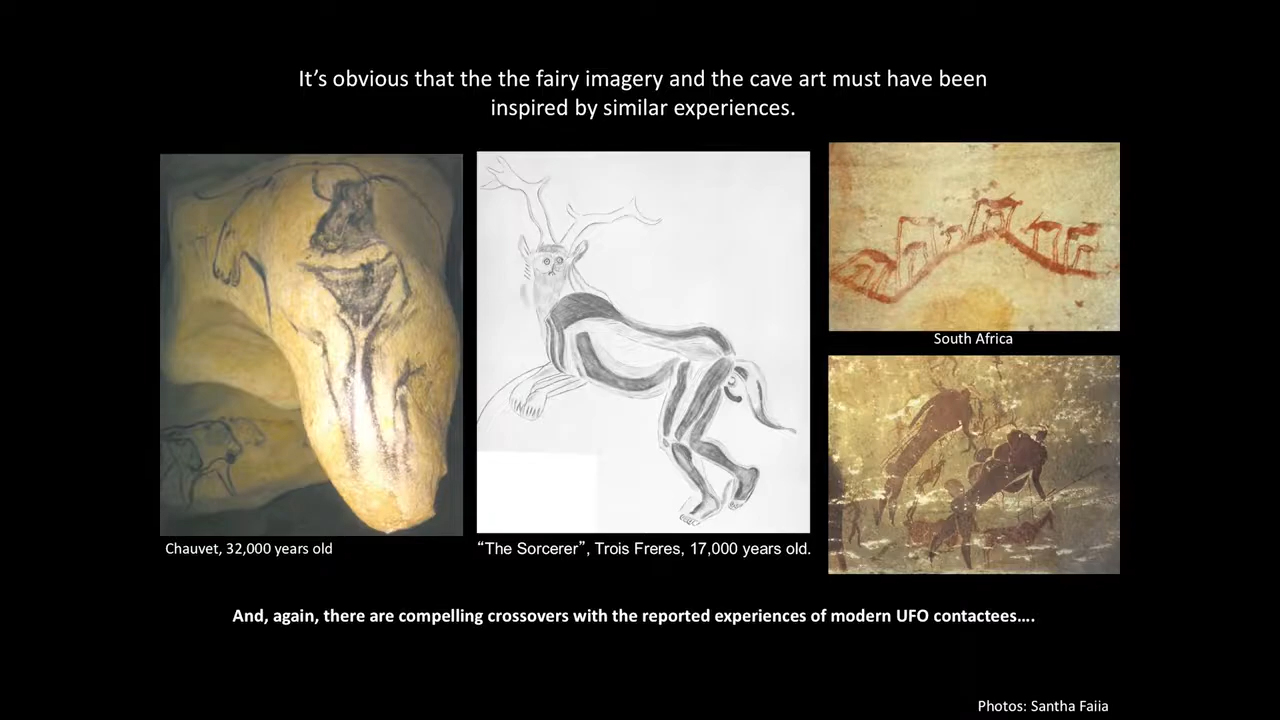 It’s obvious that the the fairy imagery and the cave art must have been
inspired by similar experiences.
South Africa
Chauvet, 32,000 years old
“The Sorcerer”, Trois Freres, 17,000 years old.
And, again, there are compelling crossovers with the reported experiences of modern UFO contactees….
Photos: Santha Faiia